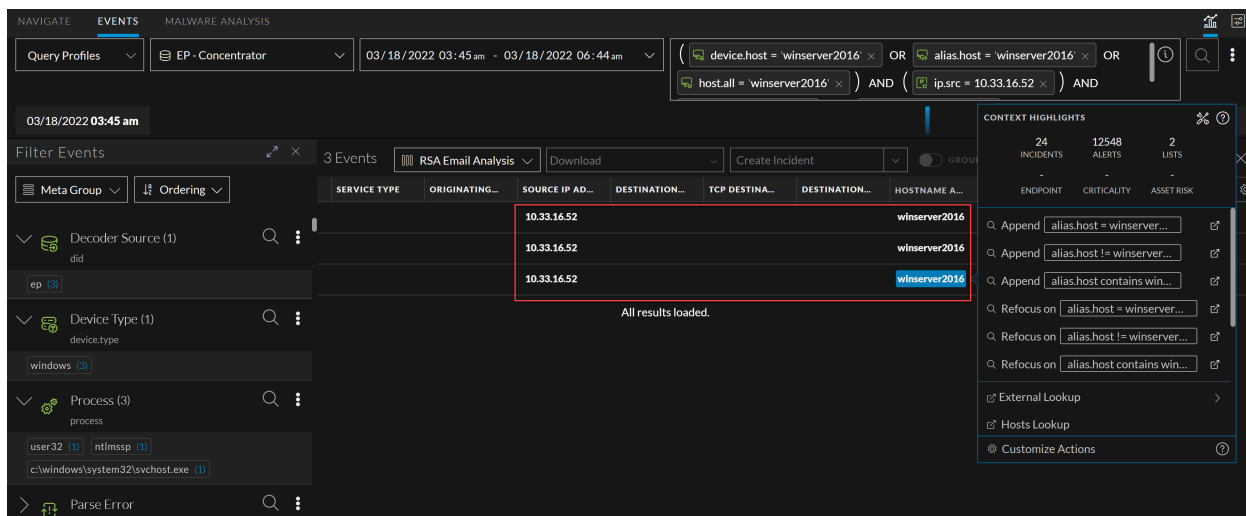 NAVIGATE EVENTS MALWARE ANALYSIS
Query Profiles EP - Concentrator 03/18/2022 03:45 am - 03/18/2022 06:44 am ( device.host = 'winserver2016' × OR alias.host = 'winserver2016' × OR
host.all = 'winserver2016' × ) AND ( ip.src = 10.33.16.52 × ) AND
03/18/2022 03:45 am
Filter Events
Meta Group Ordering
Decoder Source (1)
did
ep (3)
Device Type (1)
device.type
windows (3)
Process (3)
process
user32 (1) ntlmssp (1)
c:\windows\system32\svchost.exe (1)
Parse Error
3 Events RSA Email Analysis Download Create Incident GROU
SERVICE TYPE ORIGINATING... SOURCE IP AD... DESTINATION... TCP DESTINA... DESTINATION... HOSTNAME A...
10.33.16.52 winserver2016
10.33.16.52 winserver2016
10.33.16.52 winserver2016
All results loaded.
CONTEXT HIGHLIGHTS
24 12548 2
INCIDENTS ALERTS LISTS
- - -
ENDPOINT CRITICALITY ASSET RISK
Append alias.host = winserver...
Append alias.host != winserver...
Append alias.host contains win...
Refocus on alias.host = winserver...
Refocus on alias.host != winserver...
Refocus on alias.host contains win...
External Lookup
Hosts Lookup
Customize Actions